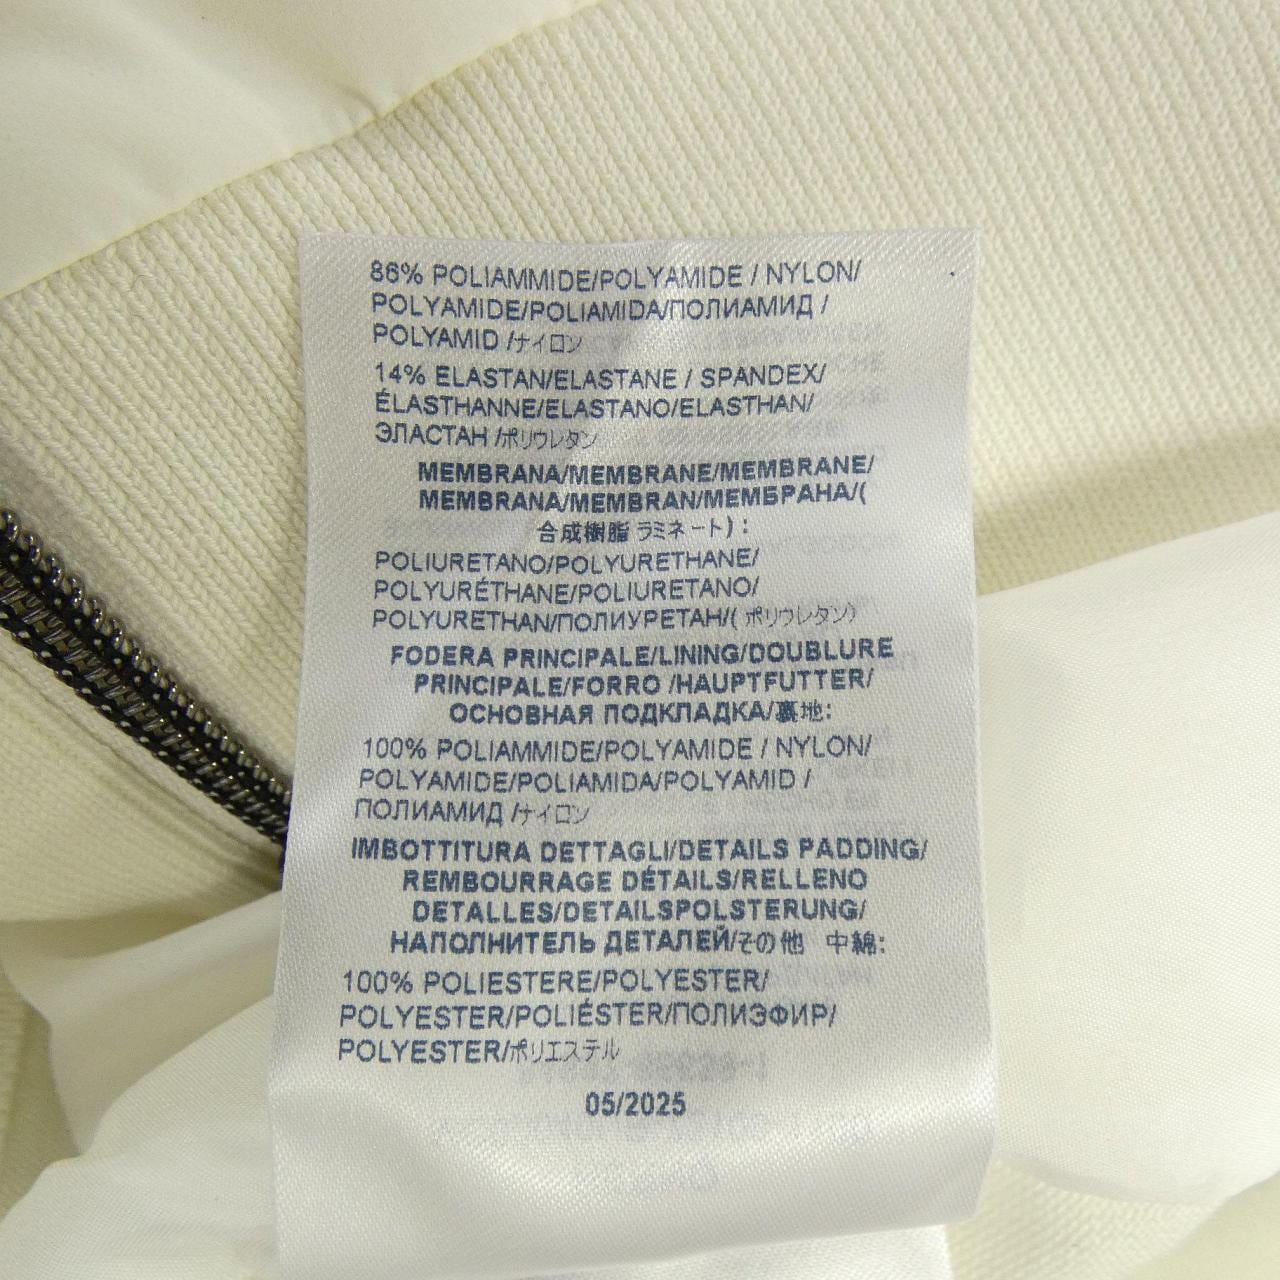 86% POLIAMMIDE/POLYAMIDE / NYLON/
POLYAMIDE/POLIAMIDA/ПОЛИАМИД /
POLYAMID /ナイロン
14% ELASTAN/ELASTANE / SPANDEX/
ÉLASTHANNE/ELASTANO/ELASTHAN/
ЭЛАСТАН /ポリウレタン
MEMBRANA/MEMBRANE/MEMBRANE/
MEMBRANA/MEMBRAN/МЕМБРАНА/(
合成樹脂 ラミネート) :
POLIURETANO/POLYURETHANE/
POLYURÉTHANE/POLIURETANO/
POLYURETHAN/ПОЛИУРЕТАН/( ポリウレタン)
FODERA PRINCIPALE/LINING/DOUBLURE
PRINCIPALE/FORRO /HAUPTFUTTER/
ОСНОВНАЯ ПОДКЛАДКА/裏地:
100% POLIAMMIDE/POLYAMIDE / NYLON/
POLYAMIDE/POLIAMIDA/POLYAMID /
ПОЛИАМИД /ナイロン
IMBOTTITURA DETTAGLI/DETAILS PADDING/
REMBOURRAGE DÉTAILS/RELLENO
DETALLES/DETAILSPOLSTERUNG/
НАПОЛНИТЕЛЬ ДЕТАЛЕЙ/その他 中綿:
100% POLIESTERE/POLYESTER/
POLYESTER/POLIÉSTER/ПОЛИЭФИР/
POLYESTER/ポリエステル
05/2025